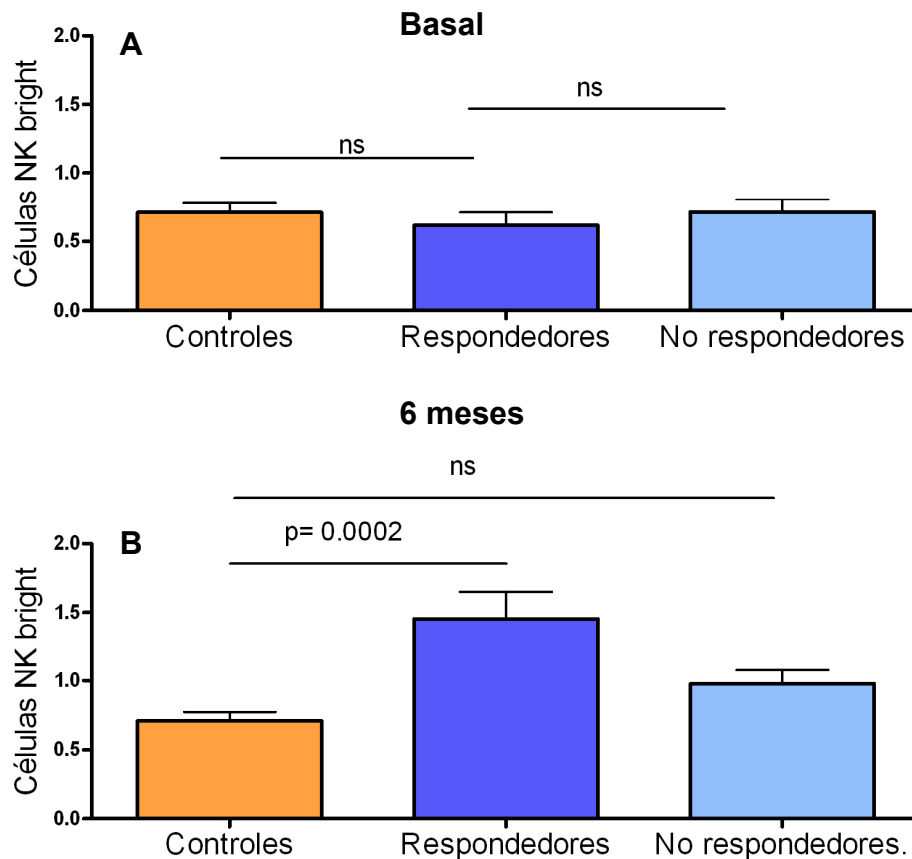 Basal
A
2.0
1.5
1.0
0.5
0.0
Células NK bright
ns
ns
Controles
Respondedores
No respondedores
6 meses
ns
B
p= 0.0002
2.0
1.5
1.0
0.5
0.0
Células NK bright
Controles
Respondedores
No respondedores.